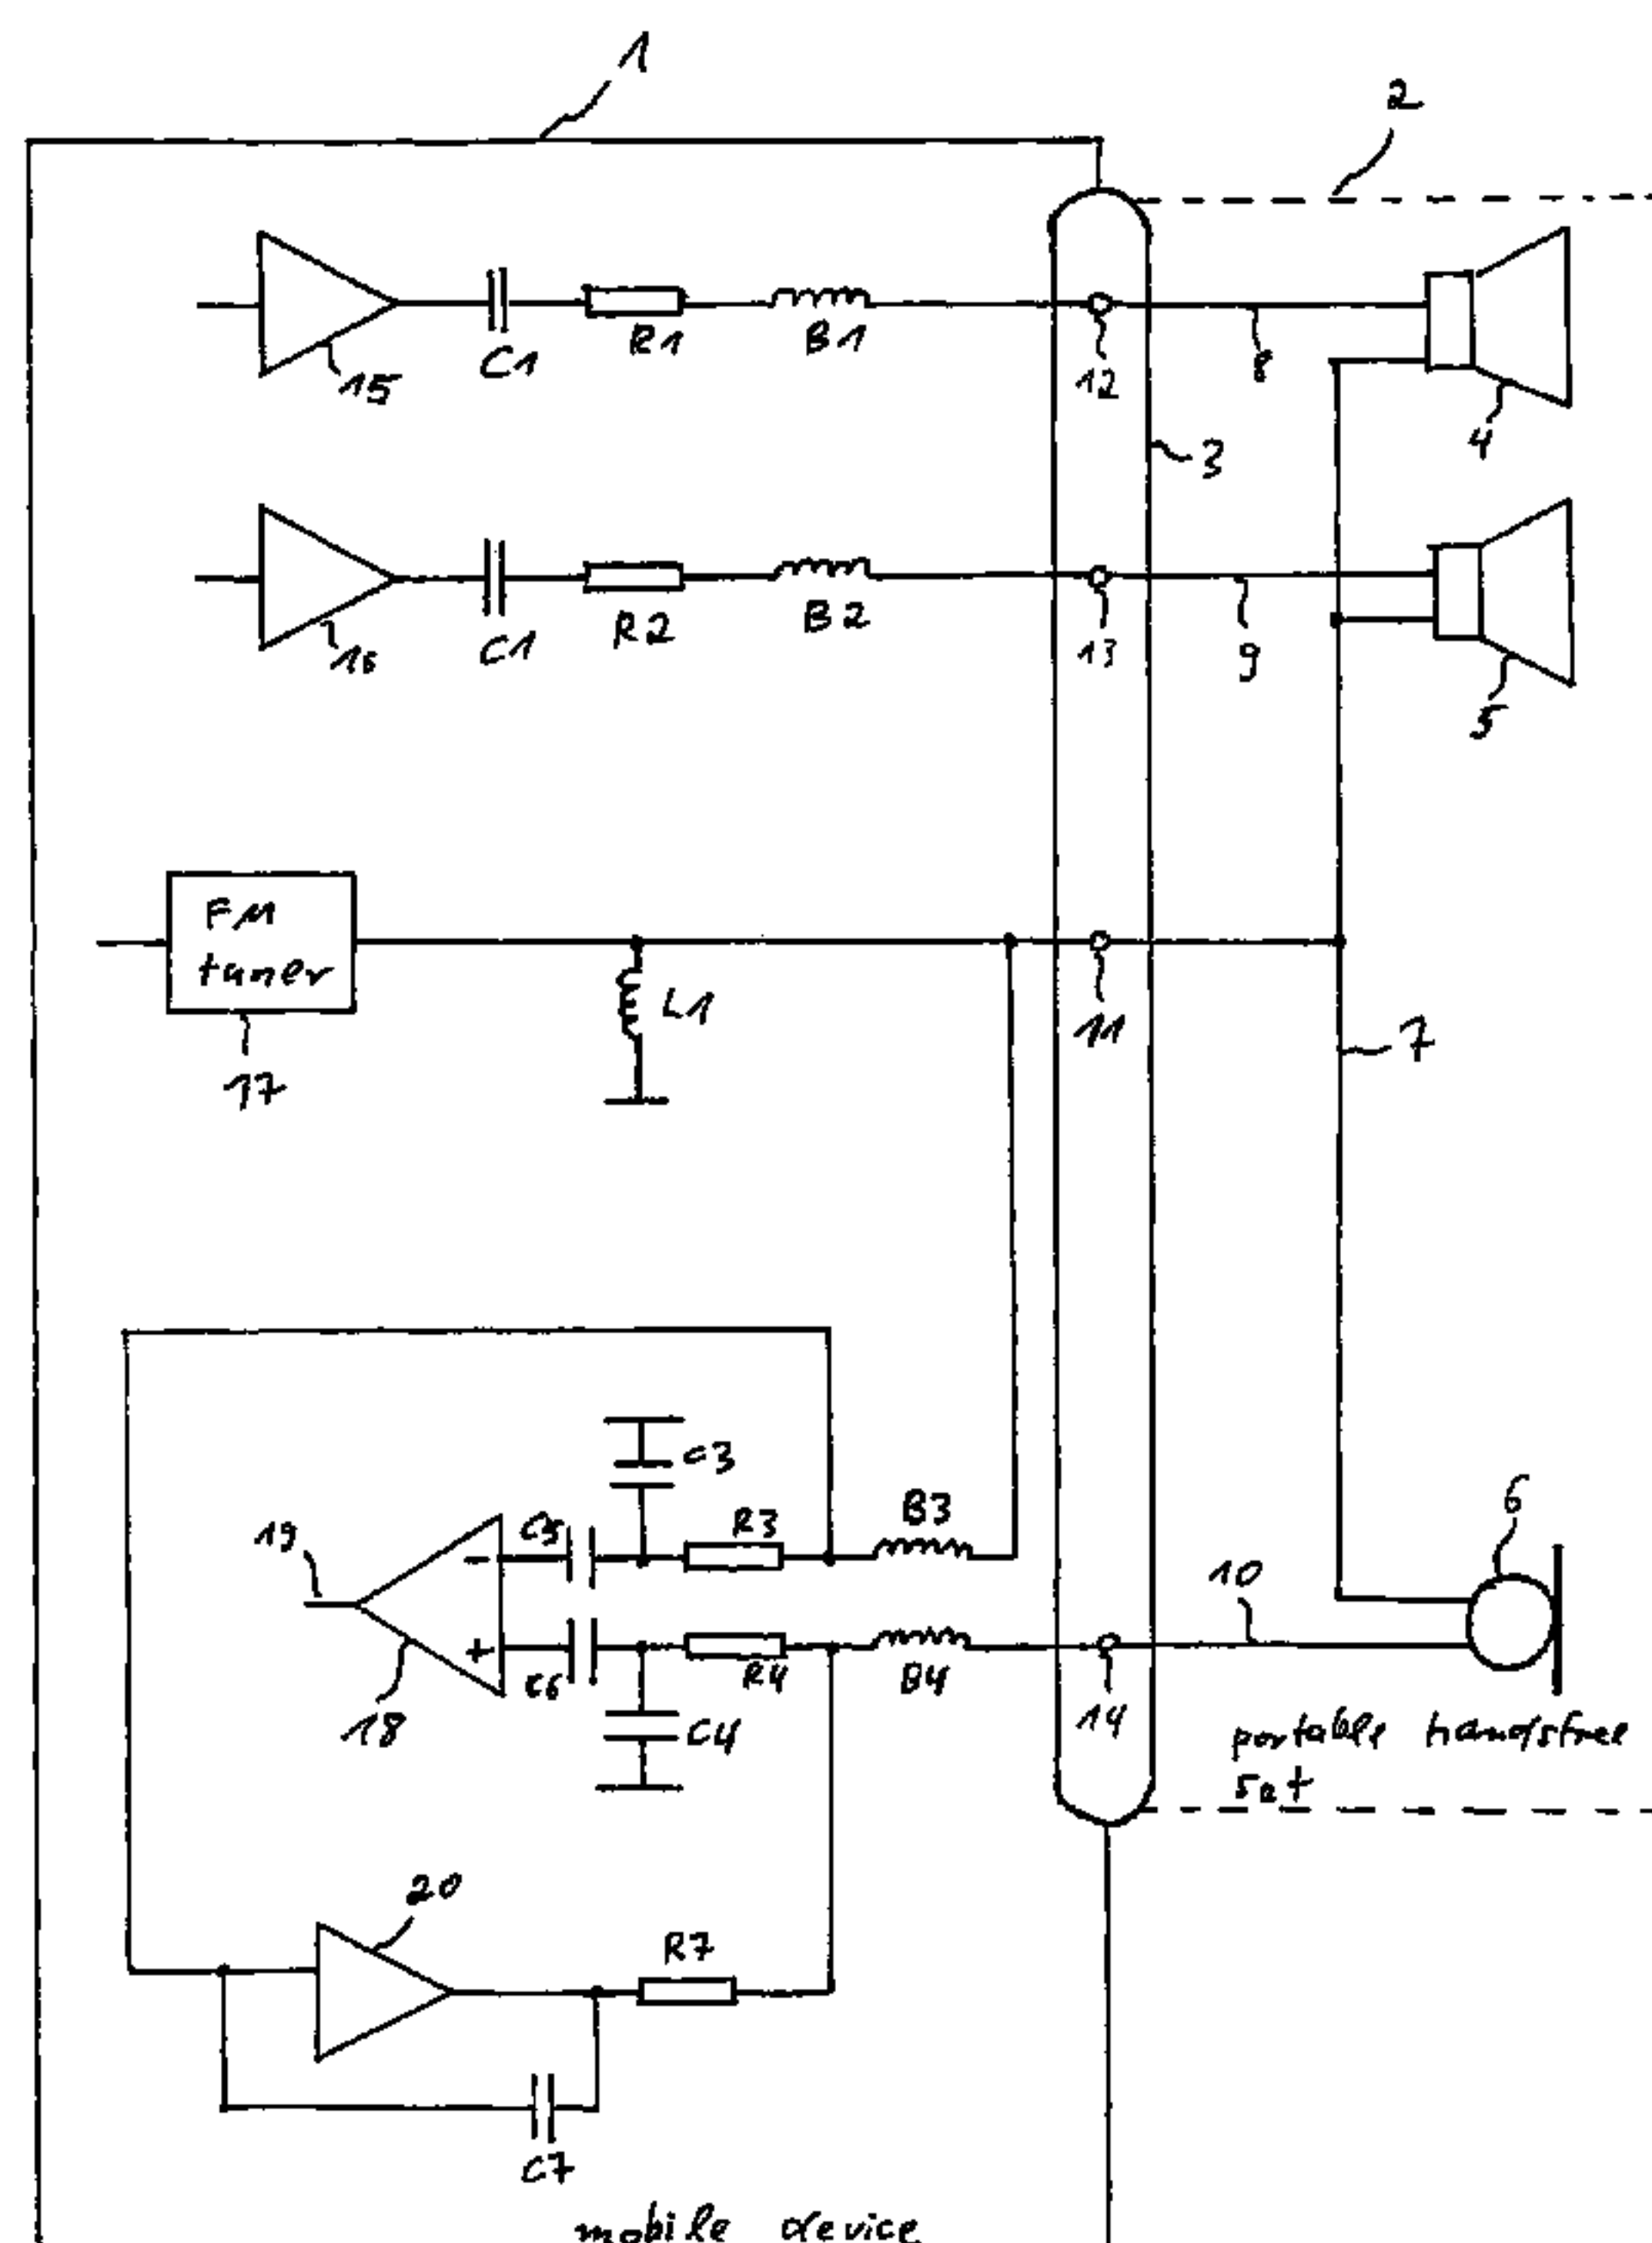 1
2
15
C1
R1
B1
12
8
4
3
16
C1
R2
B2
13
9
5
FM
tuner
17
L1
11
7
C3
19
C5
R3
B3
6
-
10
+
18
C6
R4
B4
14
C4
portable handsfree
set
20
R7
C7
mobile device